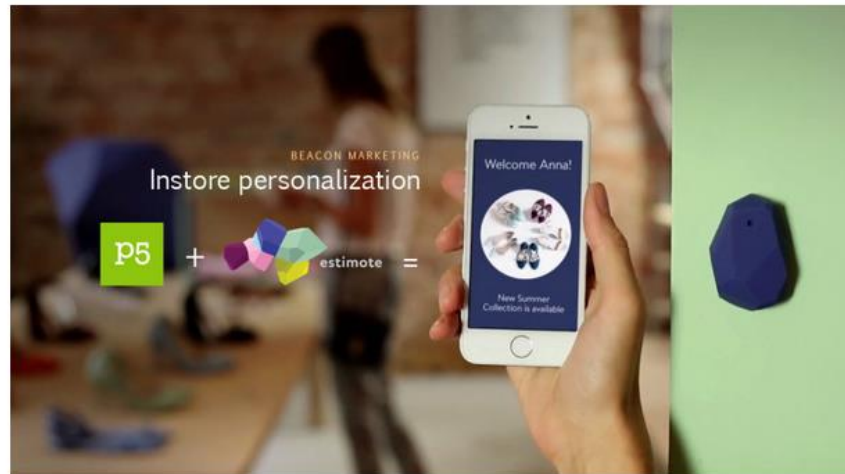 BEACON MARKETING
Instore personalization
p5 + estimote =
Welcome Anna!
New Summer
Collection is available